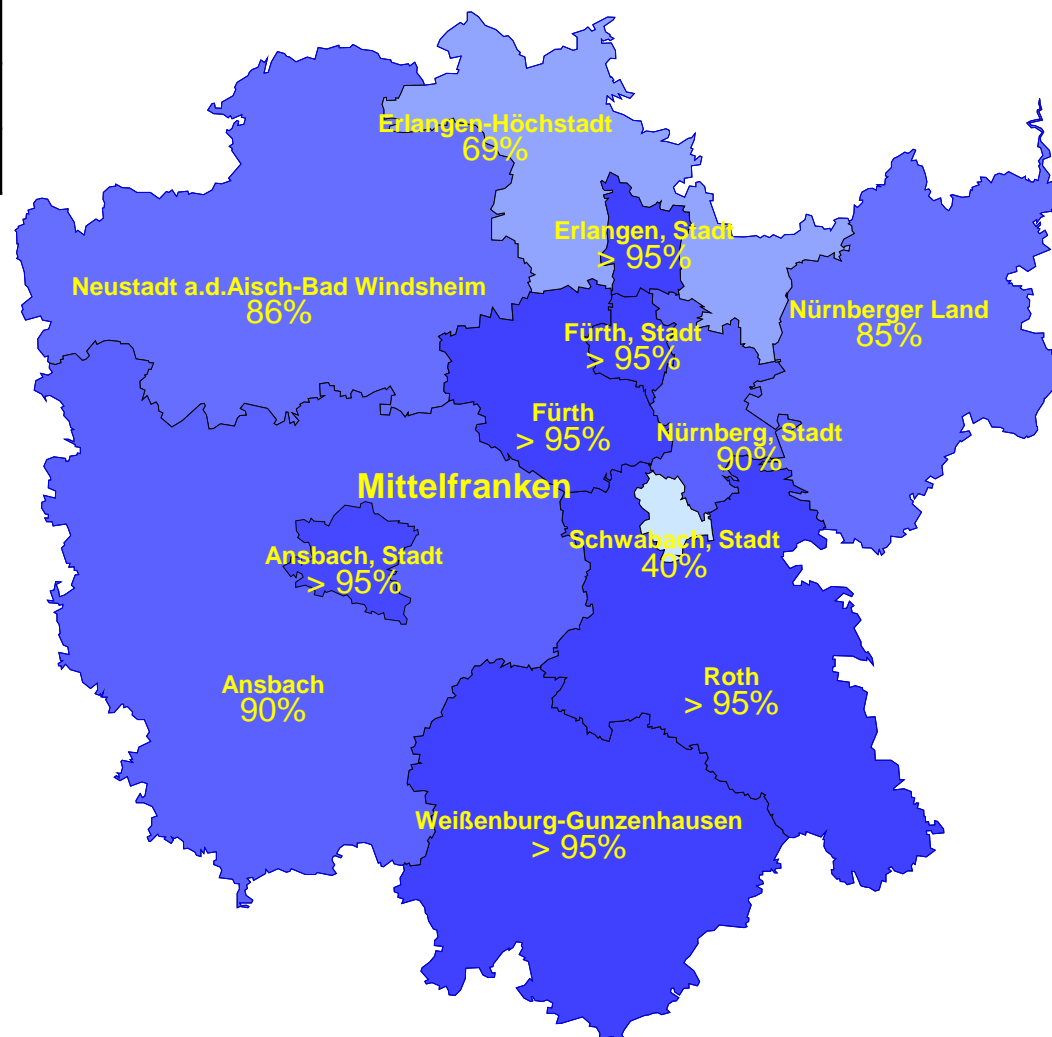 Erlangen-Höchstadt
69%
Erlangen, Stadt
> 95%
Neustadt a.d.Aisch-Bad Windsheim
86%
Nürnberger Land
85%
Fürth, Stadt
> 95%
Fürth
> 95%
Nürnberg, Stadt
90%
Mittelfranken
Schwabach, Stadt
40%
Ansbach, Stadt
> 95%
Ansbach
90%
Roth
> 95%
Weißenburg-Gunzenhausen
> 95%